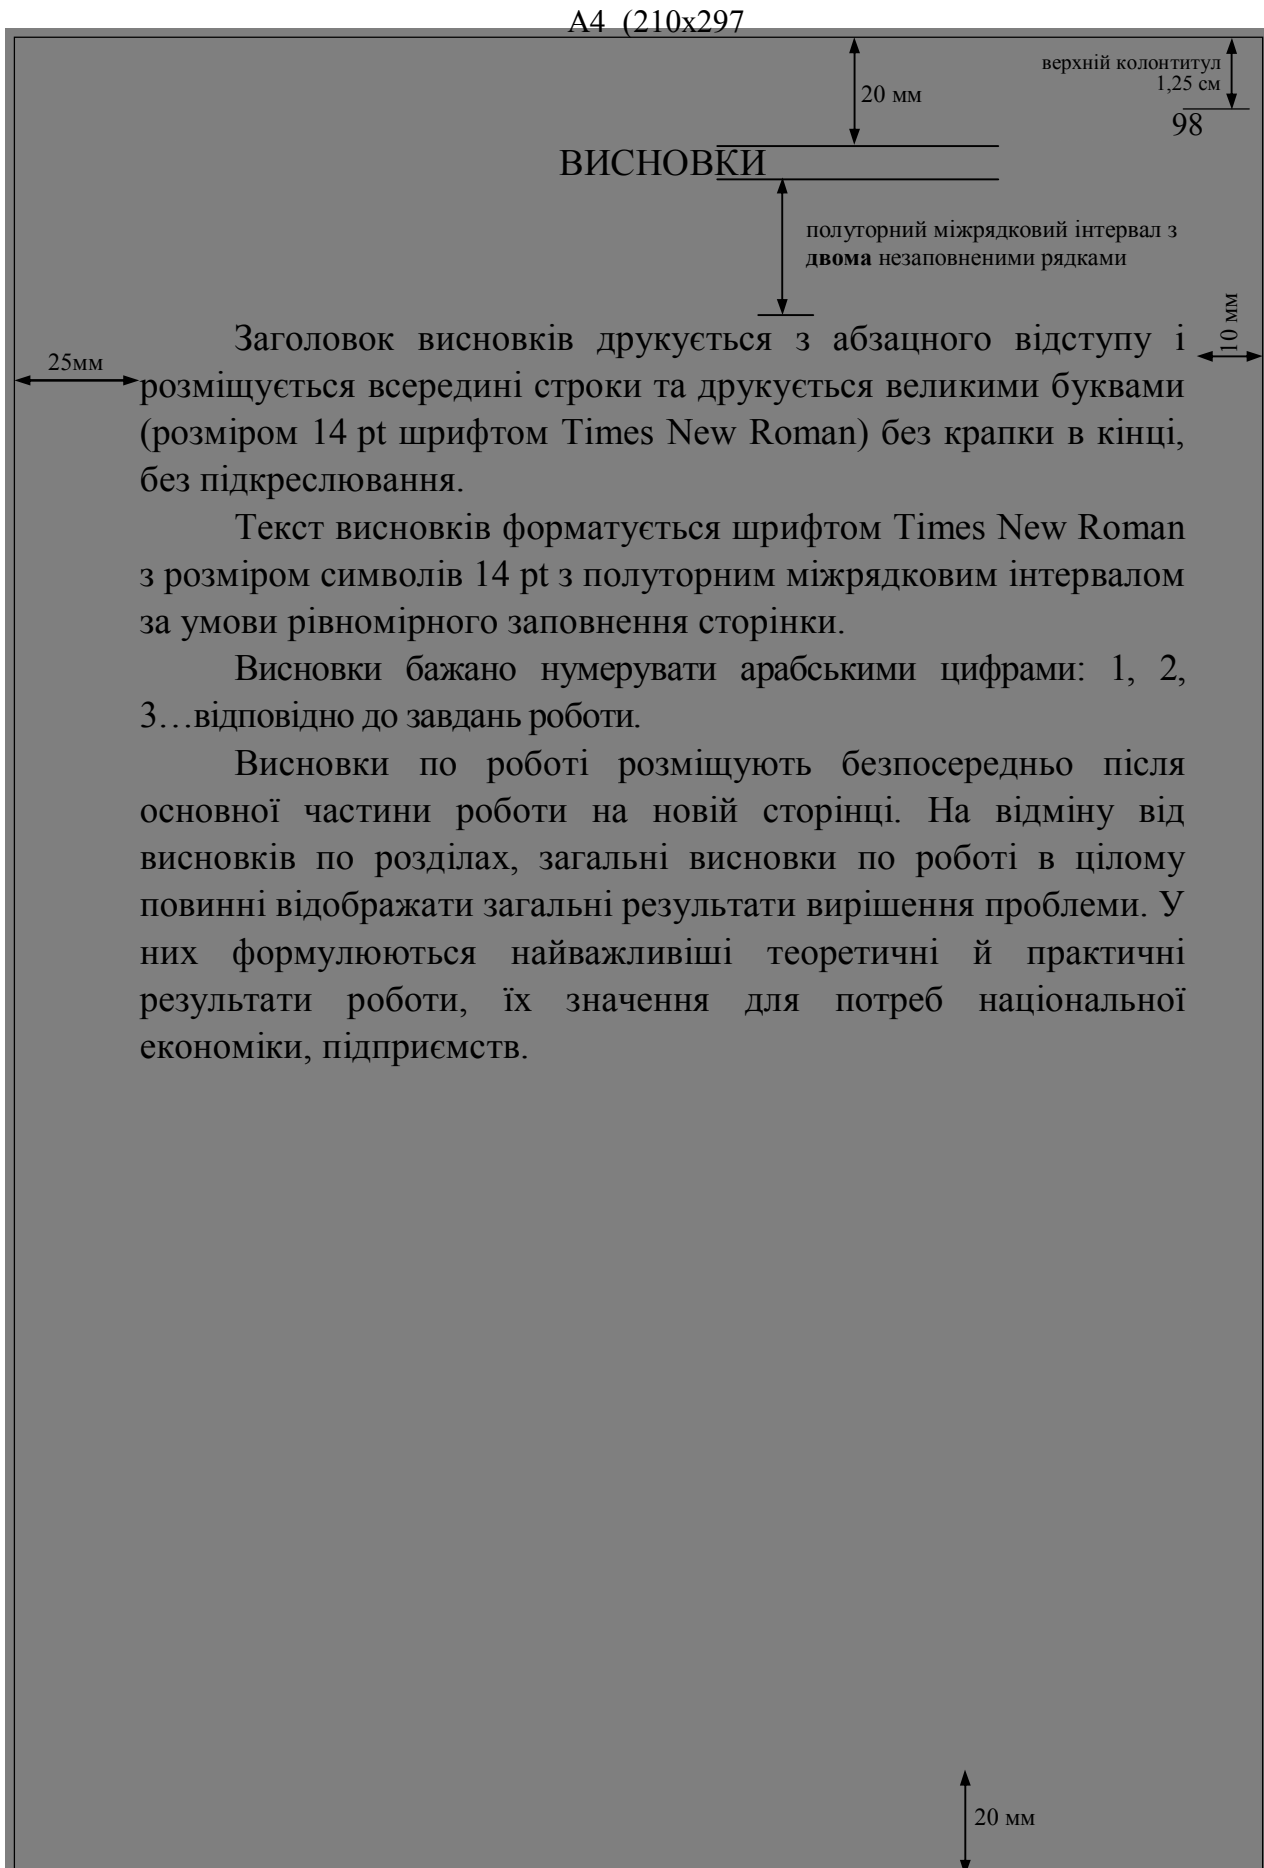 А4 (210х297
верхній колонтитул
1,25 см
20 мм
98
ВИСНОВКИ
полуторний міжрядковий інтервал з
двома незаповненими рядками
10 мм
25мм
Заголовок висновків друкується з абзацного відступу і
розміщується всередині строки та друкується великими буквами
(розміром 14 pt шрифтом Times New Roman) без крапки в кінці,
без підкреслювання.
Текст висновків форматується шрифтом Times New Roman
з розміром символів 14 pt з полуторним міжрядковим інтервалом
за умови рівномірного заповнення сторінки.
Висновки бажано нумерувати арабськими цифрами: 1, 2,
3…відповідно до завдань роботи.
Висновки по роботі розміщують безпосередньо після
основної частини роботи на новій сторінці. На відміну від
висновків по розділах, загальні висновки по роботі в цілому
повинні відображати загальні результати вирішення проблеми. У
них формулюються найважливіші теоретичні й практичні
результати роботи, їх значення для потреб національної
економіки, підприємств.
20 мм